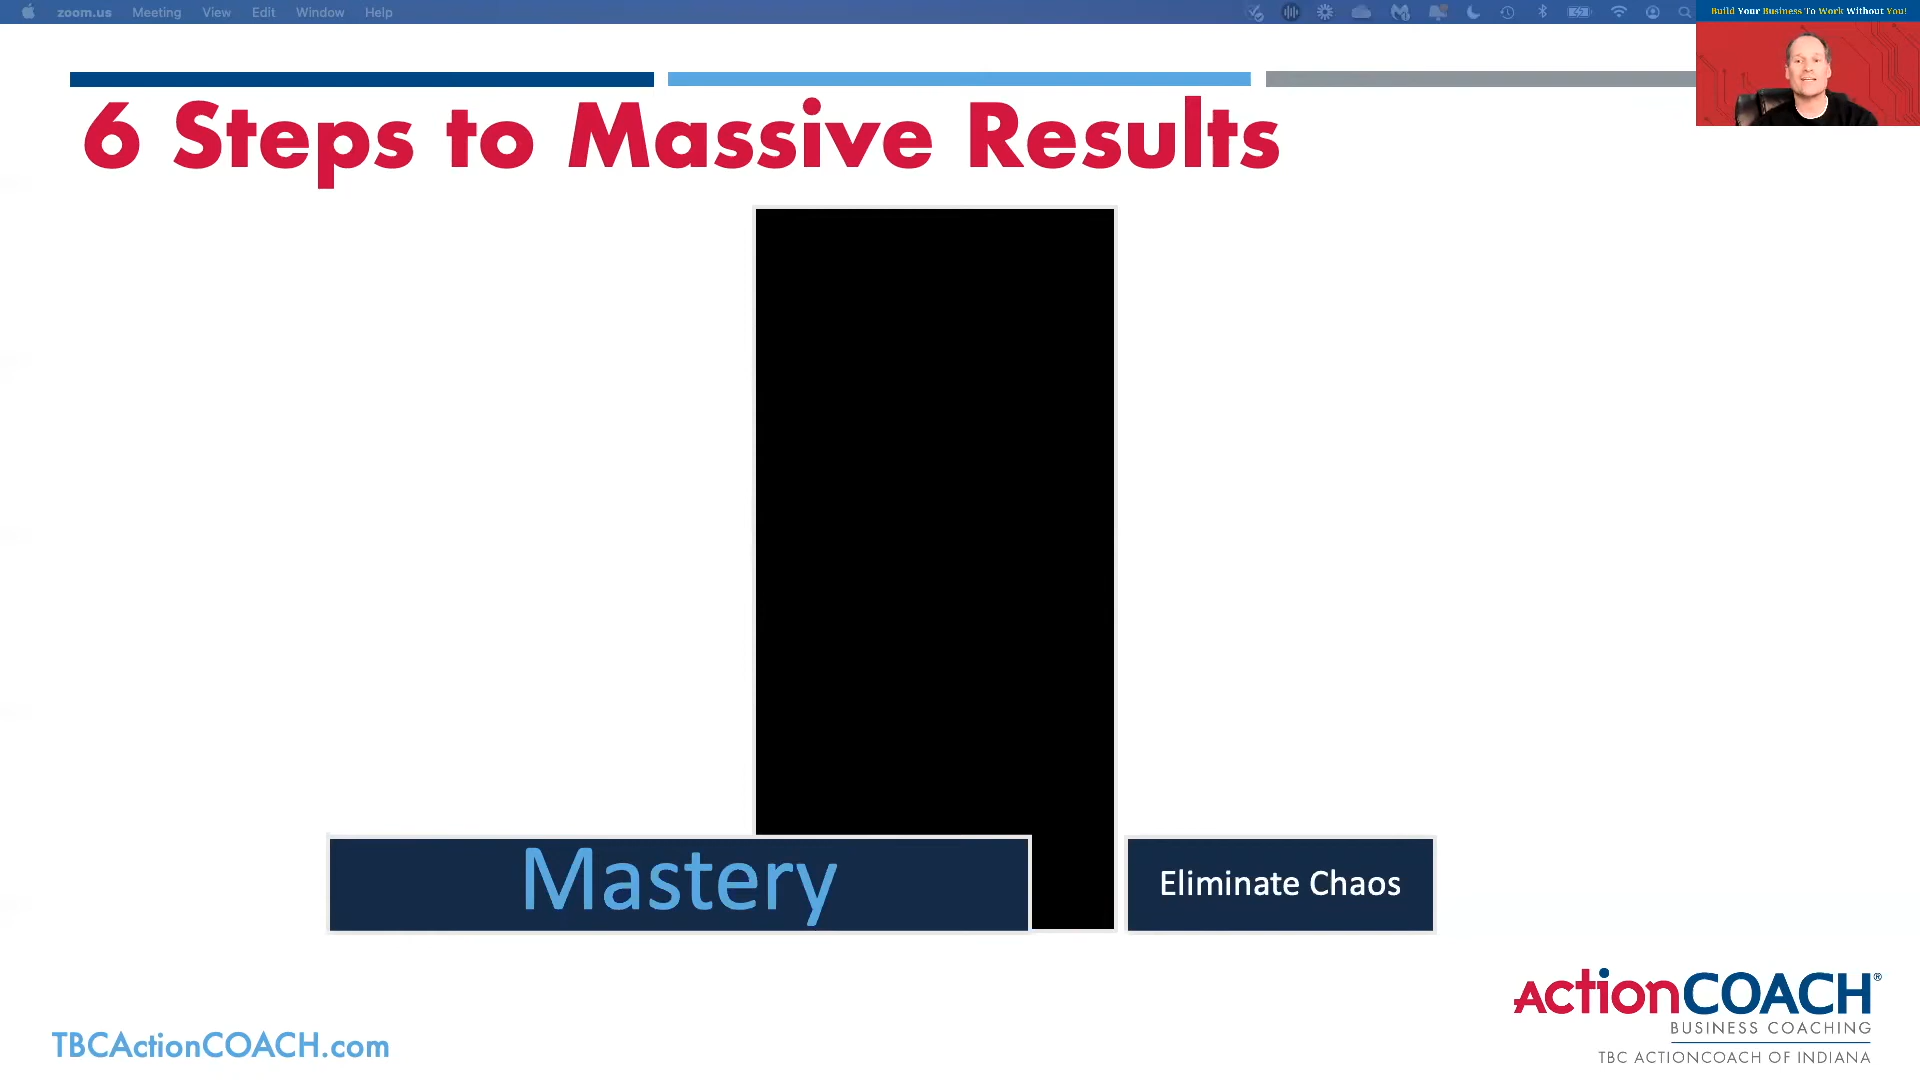 zoom.us Meeting View Edit Window Help
Build Your Business To Work Without You!
6 Steps to Massive Results
Mastery
Eliminate Chaos
ActionCOACH®
BUSINESS COACHING
TBC ACTIONCOACH OF INDIANA
TBCActionCOACH.com